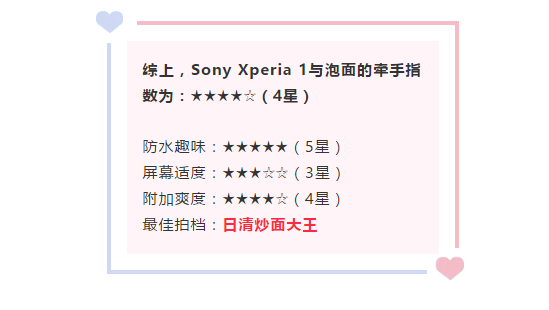 综上，Sony Xperia 1与泡面的牵手指
数为：★★★★☆（4星）
防水趣味：★★★★★（5星）
屏幕适度：★★★☆☆（3星）
附加爽度：★★★★☆（4星）
最佳拍档：日清炒面大王